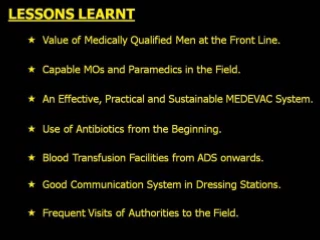 LESSONS LEARNT
★ Value of Medically Qualified Men at the Front Line.
★ Capable MOs and Paramedics in the Field.
★ An Effective, Practical and Sustainable MEDEVAC System.
★ Use of Antibiotics from the Beginning.
★ Blood Transfusion Facilities from ADS onwards.
★ Good Communication System in Dressing Stations.
★ Frequent Visits of Authorities to the Field.